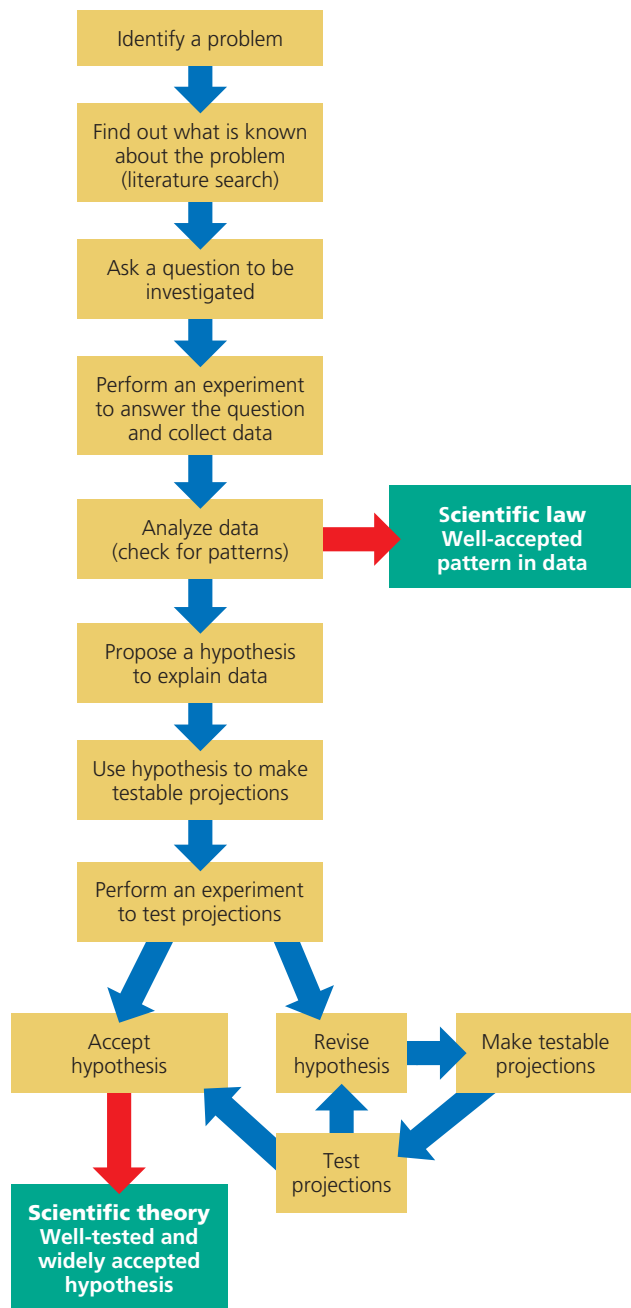 Identify a problem
Find out what is known
about the problem
(literature search)
Ask a question to be
investigated
Perform an experiment
to answer the question
and collect data
Analyze data
(check for patterns)
Scientific law
Well-accepted
pattern in data
Propose a hypothesis
to explain data
Use hypothesis to make
testable projections
Perform an experiment
to test projections
Accept
hypothesis
Revise
hypothesis
Make testable
projections
Test
projections
Scientific theory
Well-tested and
widely accepted
hypothesis